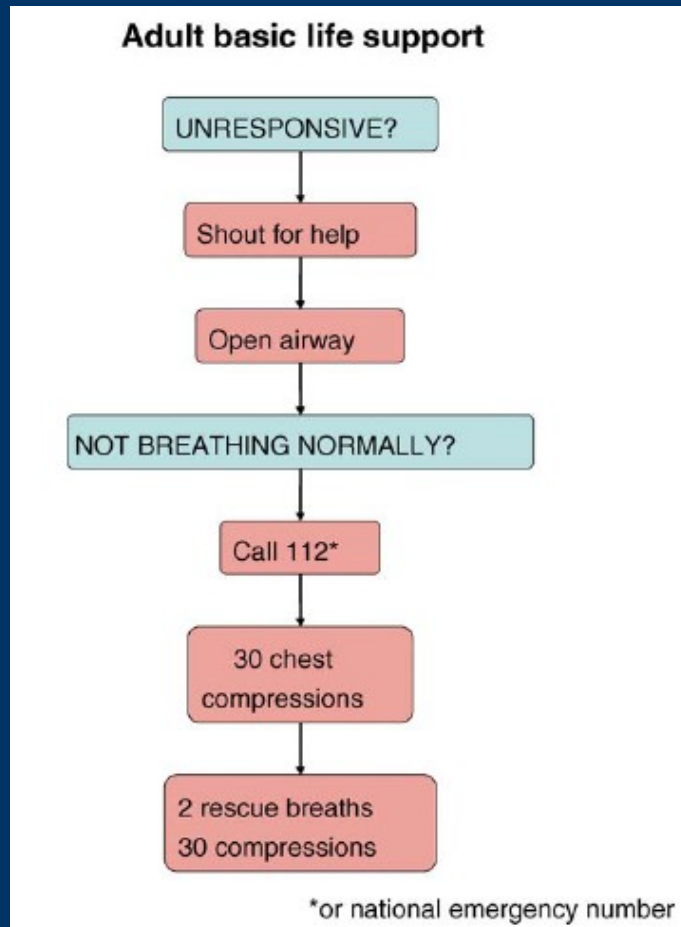 Adult basic life support
UNRESPONSIVE?
Shout for help
Open airway
NOT BREATHING NORMALLY?
Call 112*
30 chest
compressions
2 rescue breaths
30 compressions
*or national emergency number